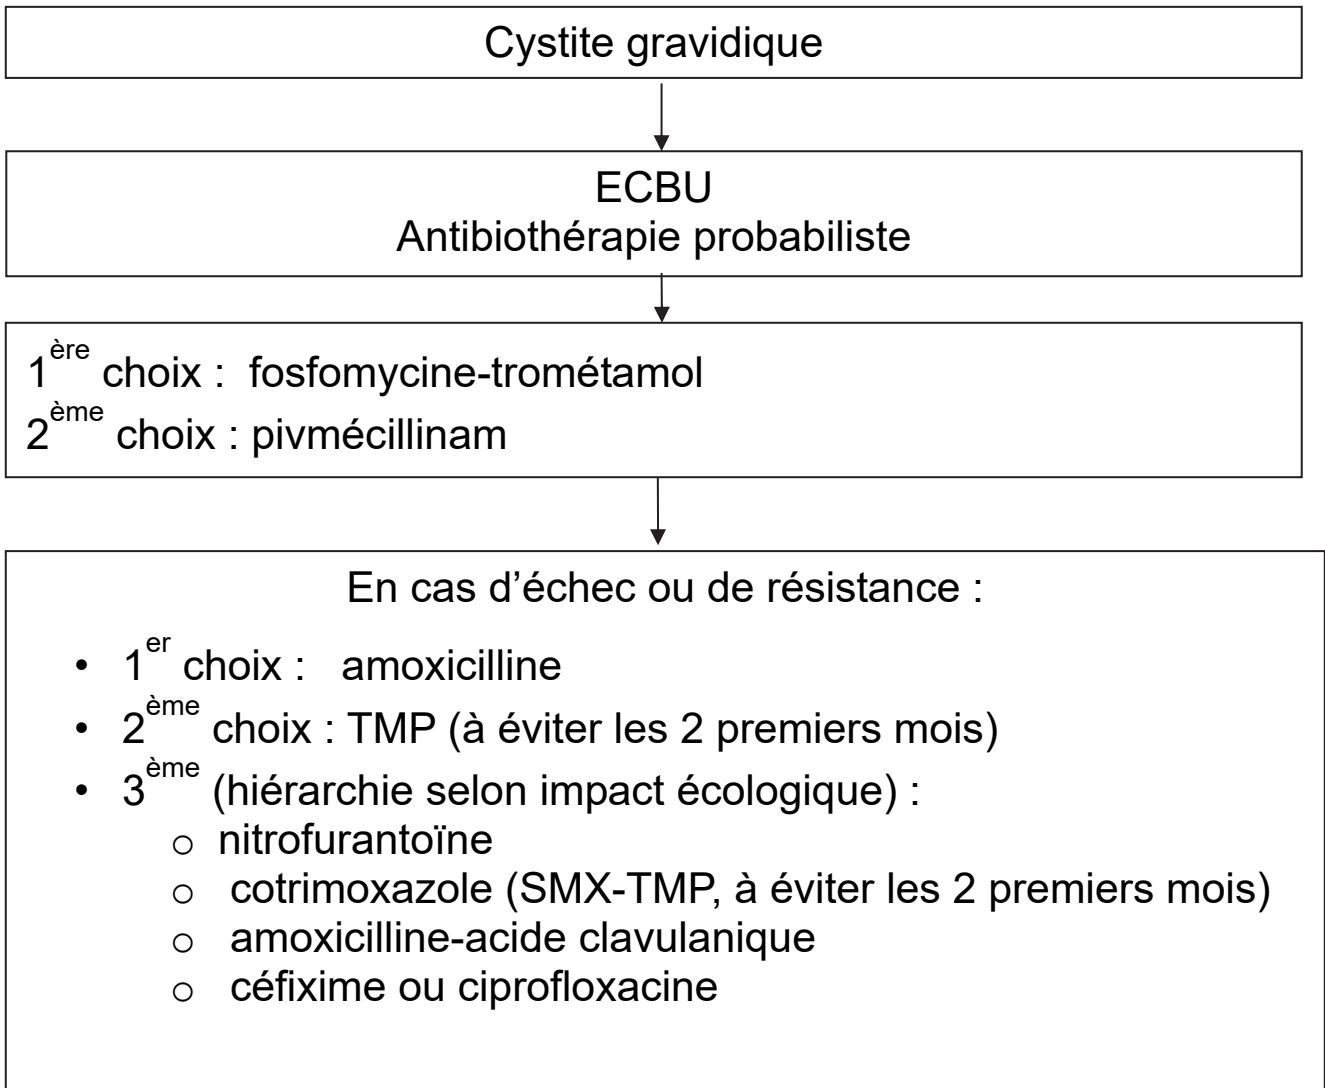 Cystite gravidique
ECBU
Antibiothérapie probabiliste
1ère choix : fosfomycine-trométamol
2ème choix : pivmécillinam
En cas d’échec ou de résistance :
• 1er choix : amoxicilline
• 2ème choix : TMP (à éviter les 2 premiers mois)
• 3ème (hiérarchie selon impact écologique) :
o nitrofurantoïne
o cotrimoxazole (SMX-TMP, à éviter les 2 premiers mois)
o amoxicilline-acide clavulanique
o céfixime ou ciprofloxacine